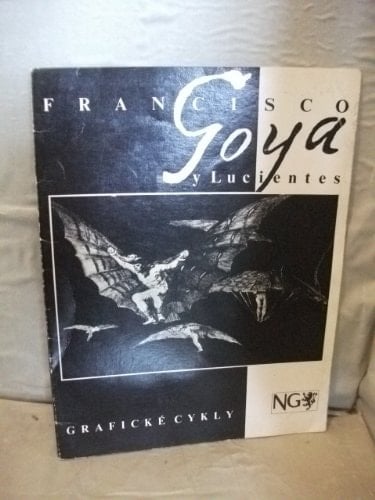 FRANCISCO
Goya
y Lucientes
GRAFICKÉ CYKLY
NG